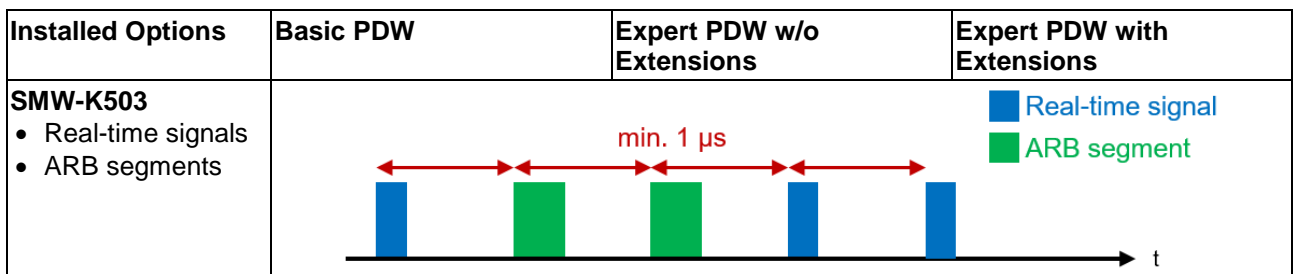 Installed Options
Basic PDW
Expert PDW w/o
Extensions
Expert PDW with
Extensions
SMW-K503
• Real-time signals
• ARB segments
min. 1 µs
Real-time signal
ARB segment
t